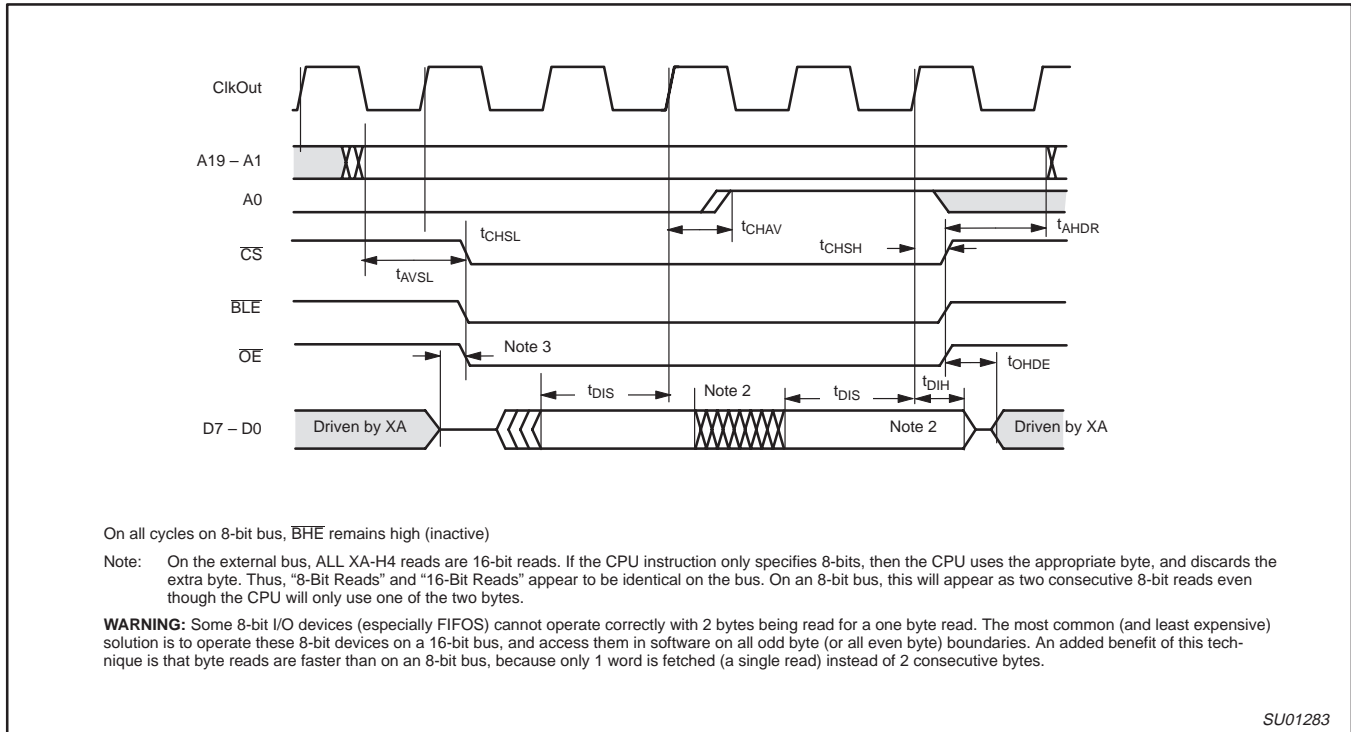 ClkOut
A19 – A1
A0
tCHSL
tCHAV
tCHSH
tAHDR
CS
tAVSL
BLE
Note 3
OE
tOHDE
tDIS
Note 2
tDIS
tDIH
D7 – D0
Driven by XA
Note 2
Driven by XA
On all cycles on 8-bit bus, BHE remains high (inactive)
Note: On the external bus, ALL XA-H4 reads are 16-bit reads. If the CPU instruction only specifies 8-bits, then the CPU uses the appropriate byte, and discards the
extra byte. Thus, “8-Bit Reads” and “16-Bit Reads” appear to be identical on the bus. On an 8-bit bus, this will appear as two consecutive 8-bit reads even
though the CPU will only use one of the two bytes.
WARNING: Some 8-bit I/O devices (especially FIFOS) cannot operate correctly with 2 bytes being read for a one byte read. The most common (and least expensive)
solution is to operate these 8-bit devices on a 16-bit bus, and access them in software on all odd byte (or all even byte) boundaries. An added benefit of this tech-
nique is that byte reads are faster than on an 8-bit bus, because only 1 word is fetched (a single read) instead of 2 consecutive bytes.
SU01283